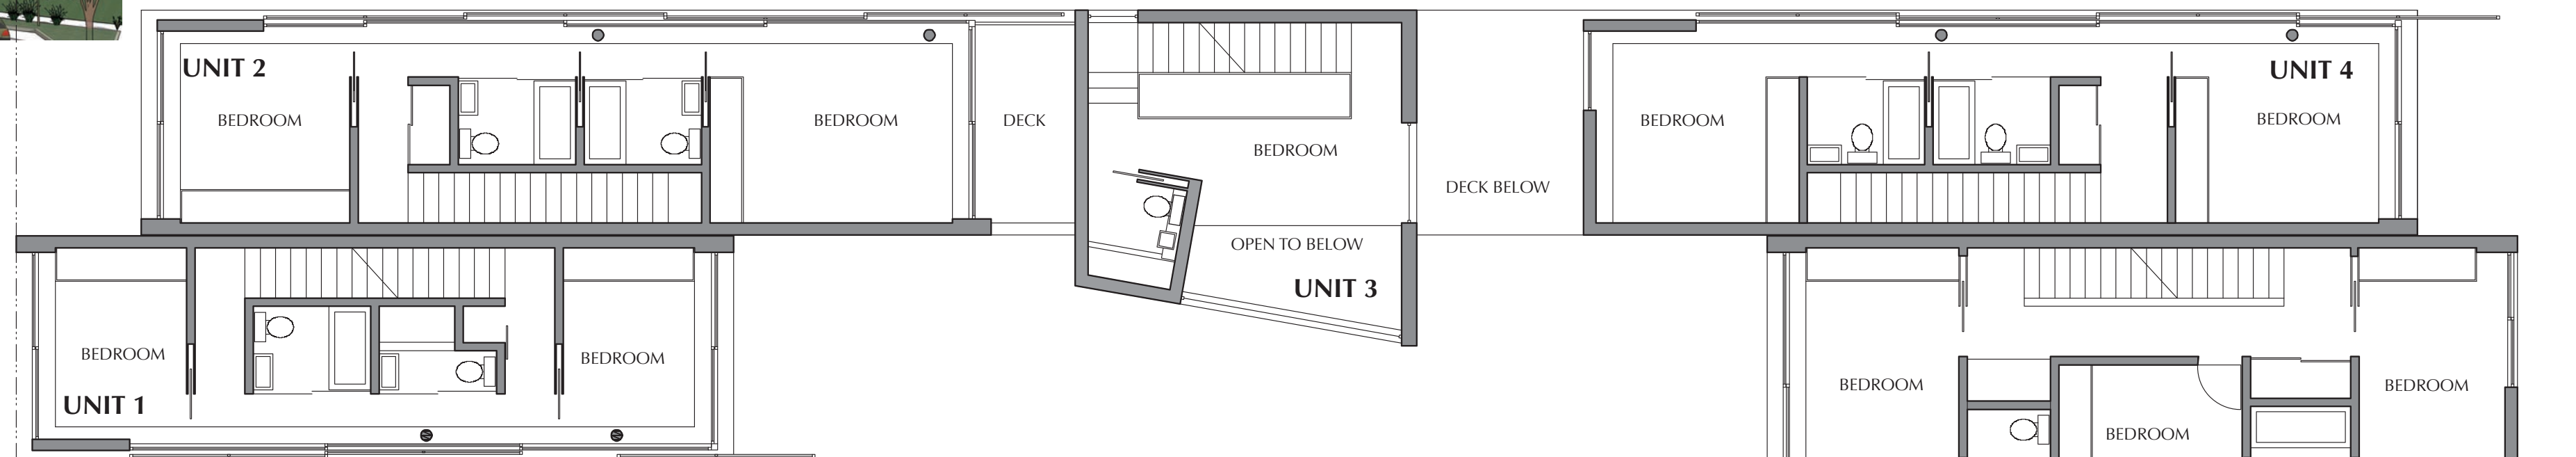 UNIT 2
BEDROOM
BEDROOM
DECK
BEDROOM
DECK BELOW
OPEN TO BELOW
UNIT 3
UNIT 4
BEDROOM
BEDROOM
BEDROOM
UNIT 1
BEDROOM
BEDROOM
BEDROOM
BEDROOM